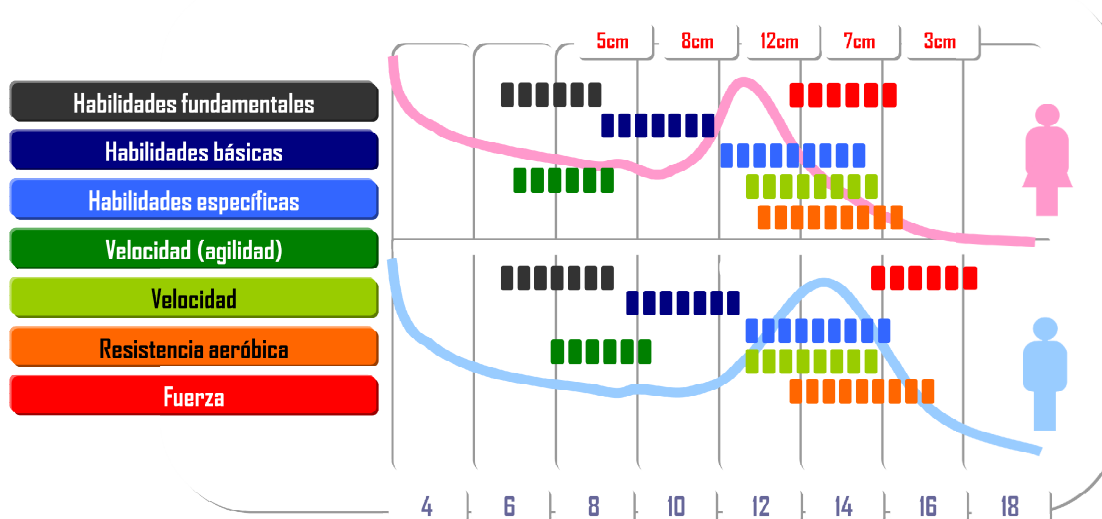 5cm 8cm 12cm 7cm 3cm
Habilidades fundamentales
Habilidades básicas
Habilidades específicas
Velocidad (agilidad)
Velocidad
Resistencia aeróbica
Fuerza
4 6 8 10 12 14 16 18